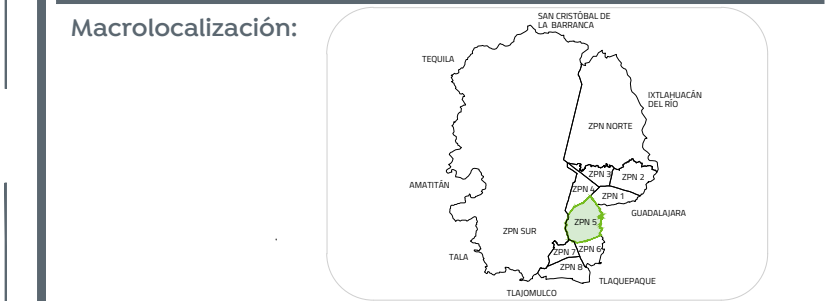 Macrolocalización:
SAN CRISTÓBAL DE
LA BARRANCA
TEQUILA
IXTLAHUACÁN
DEL RÍO
ZPN NORTE
ZPN 3
ZPN 2
AMATITÁN
ZPN 4
ZPN 1
GUADALAJARA
ZPN 5
ZPN SUR
ZPN 7
ZPN 6
TALA
ZPN 8
TLAQUEPAQUE
TLAJOMULCO